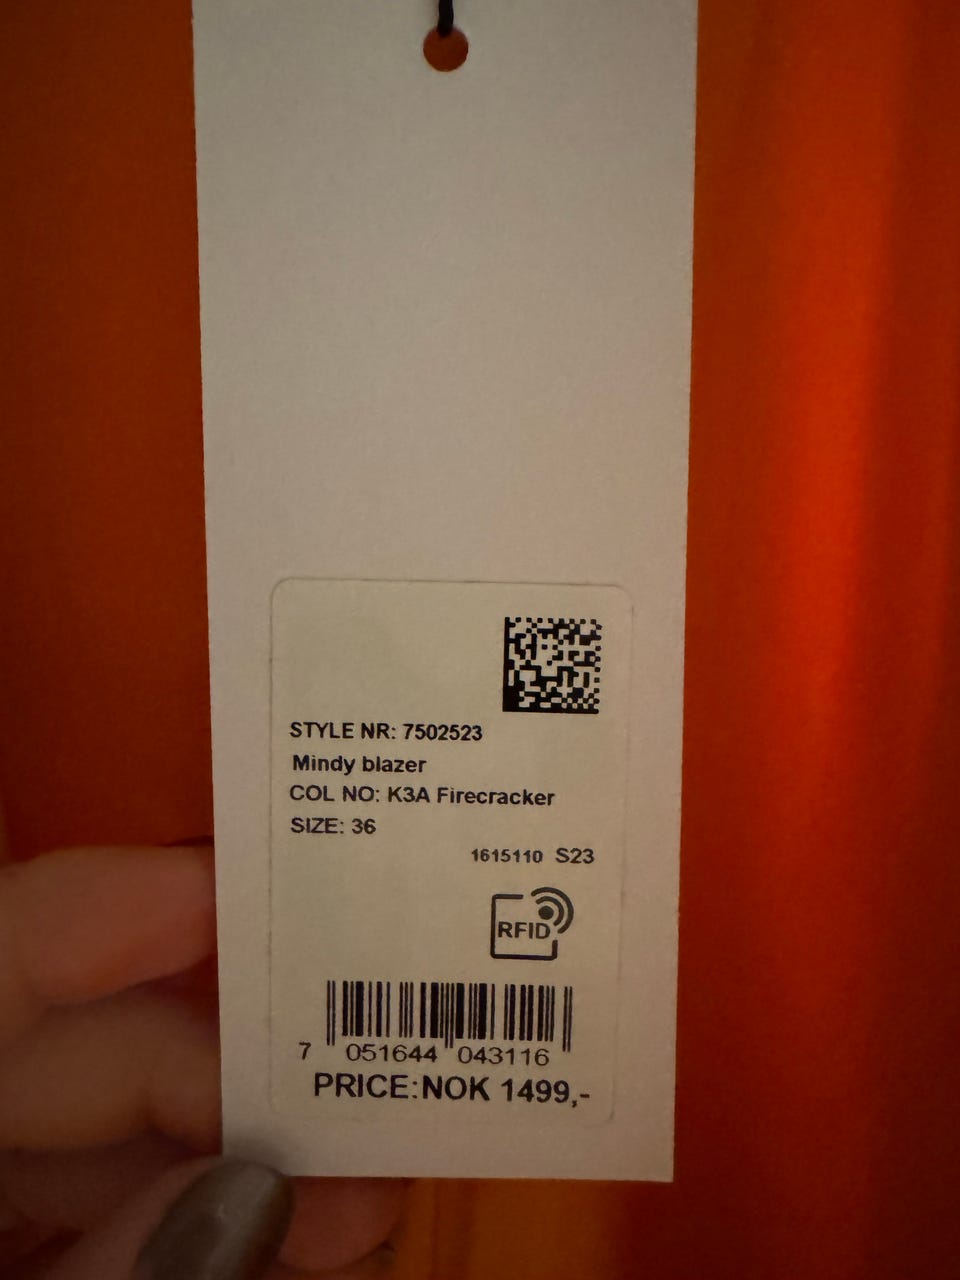 STYLE NR: 7502523
Mindy blazer
COL NO: K3A Firecracker
SIZE: 36
1615110 S23
RFID
7 051644 043116
PRICE:NOK 1499,-